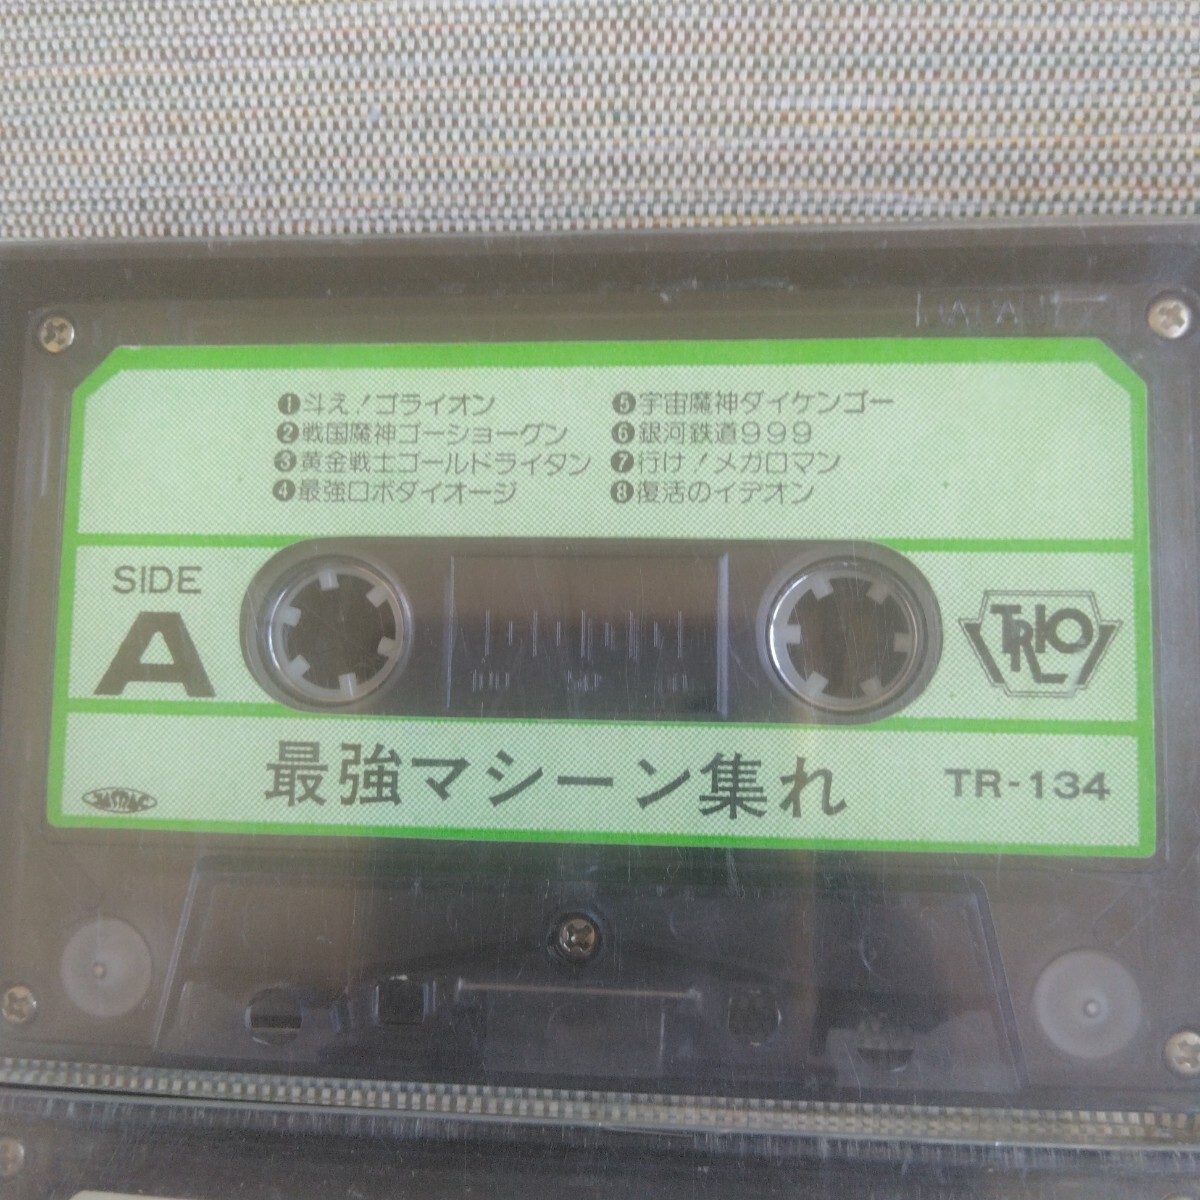 ❶斗え!ゴライオン
❷戦国魔神ゴーショーグン
❸黄金戦士ゴールドライタン
❹最強ロボダイオージ
❺宇宙魔神ダイケンゴー
❻銀河鉄道999
❼行け!メガロマン
❽復活のイデオン
SIDE
A
100 50 0
TRIO
最強マシーン集れ
TR-134